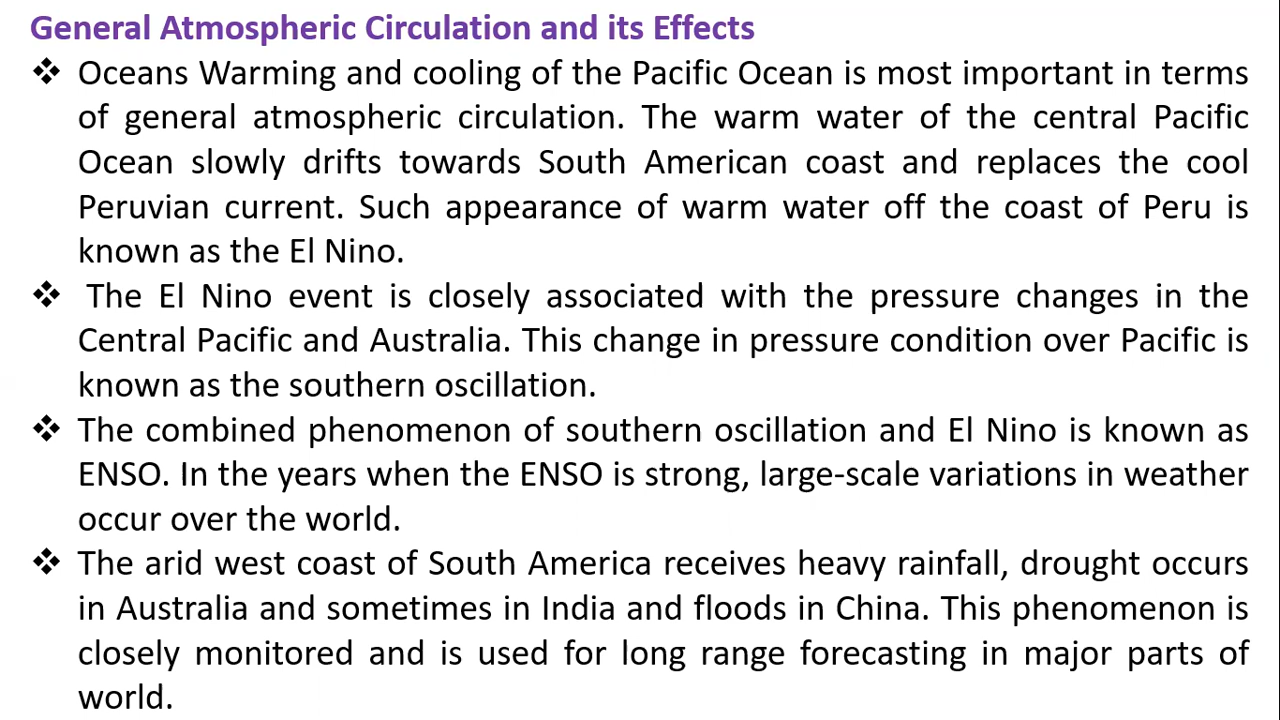 General Atmospheric Circulation and its Effects
❖ Oceans Warming and cooling of the Pacific Ocean is most important in terms
of general atmospheric circulation. The warm water of the central Pacific
Ocean slowly drifts towards South American coast and replaces the cool
Peruvian current. Such appearance of warm water off the coast of Peru is
known as the El Nino.
❖ The El Nino event is closely associated with the pressure changes in the
Central Pacific and Australia. This change in pressure condition over Pacific is
known as the southern oscillation.
❖ The combined phenomenon of southern oscillation and El Nino is known as
ENSO. In the years when the ENSO is strong, large-scale variations in weather
occur over the world.
❖ The arid west coast of South America receives heavy rainfall, drought occurs
in Australia and sometimes in India and floods in China. This phenomenon is
closely monitored and is used for long range forecasting in major parts of
world.